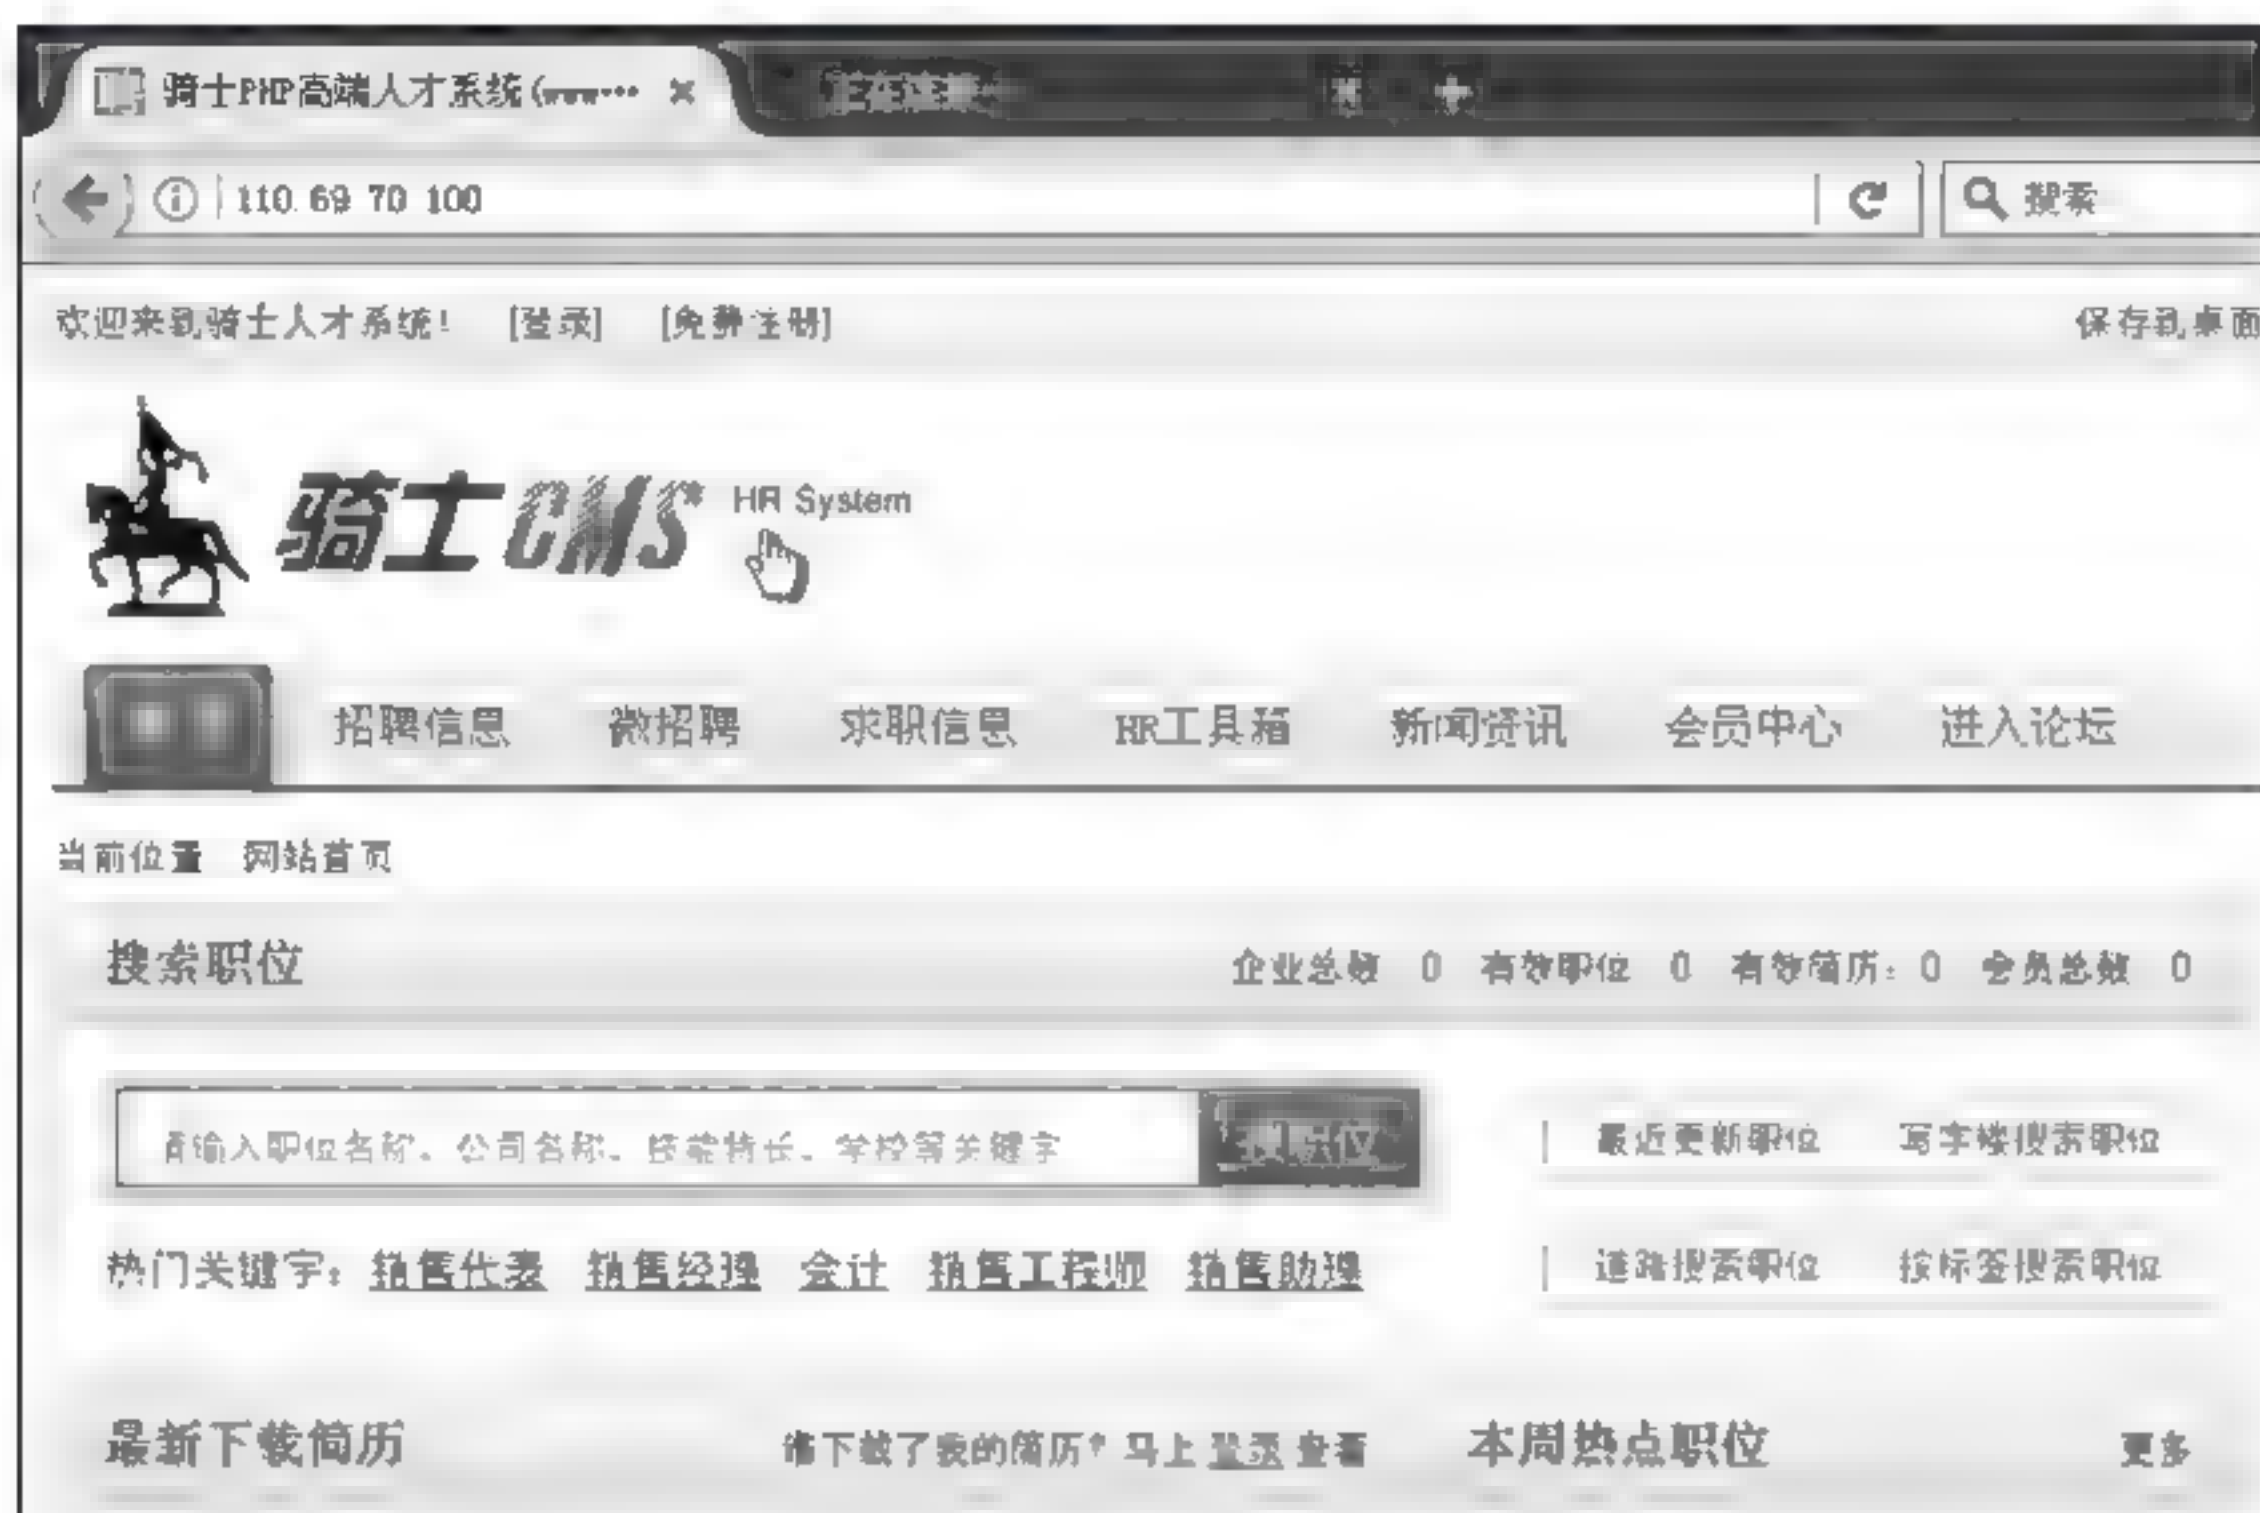 骑士PHP高端人才系统(www…
110.69.70.100
搜索
欢迎来到骑士人才系统! [登录] [免费注册] 保存到桌面
骑士CMS HR System
招聘信息 微招聘 求职信息 HR工具箱 新闻资讯 会员中心 进入论坛
当前位置 网站首页
搜索职位 企业总数 0 有效职位 0 有效简历: 0 会员总数 0
输入职位名称、公司名称、技能特长、学校等关键字 搜职位
最近更新职位 写字楼搜索职位
热门关键字: 销售代表 销售经理 会计 销售工程师 销售助理
道路搜索职位 按标签搜索职位
最新下载简历 谁下载了我的简历? 马上 登录 查看
本周热点职位 更多